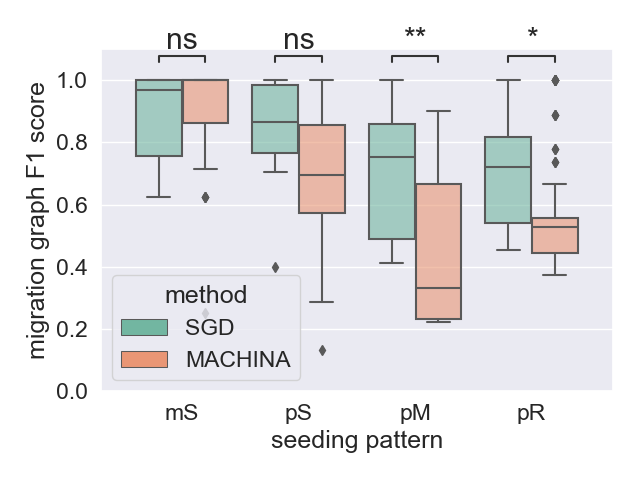 ns ns ** *
migration graph F1 score
1.0
0.8
0.6
0.4
0.2
0.0
method
SGD
MACHINA
mS pS pM pR
seeding pattern